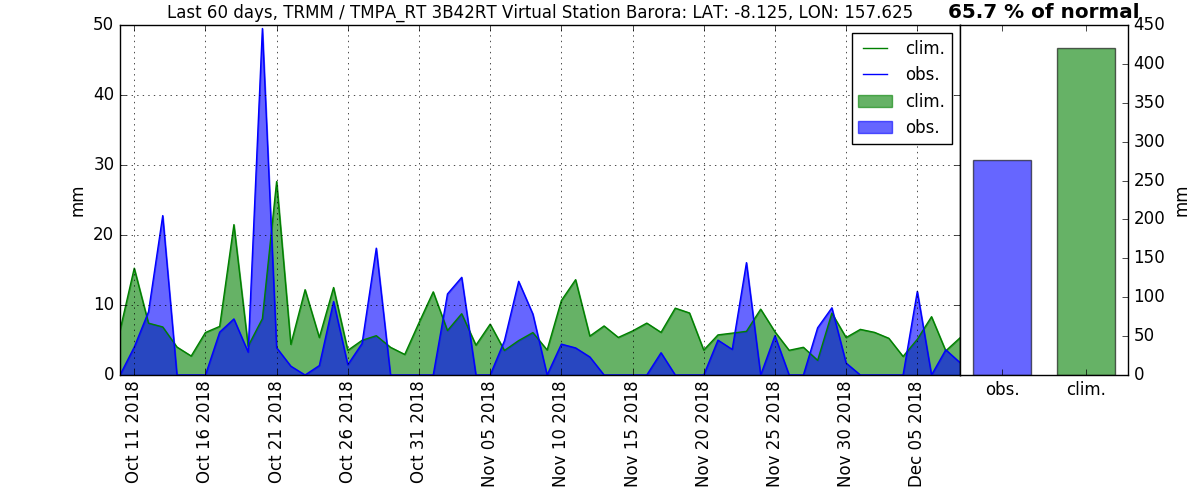 Last 60 days, TRMM / TMPA_RT 3B42RT Virtual Station Barora: LAT: -8.125, LON: 157.625
65.7 % of normal
50
40
30
20
10
0
mm
clim.
obs.
clim.
obs.
450
400
350
300
250
200
150
100
50
0
mm
obs.
clim.
Oct 11 2018
Oct 16 2018
Oct 21 2018
Oct 26 2018
Oct 31 2018
Nov 05 2018
Nov 10 2018
Nov 15 2018
Nov 20 2018
Nov 25 2018
Nov 30 2018
Dec 05 2018